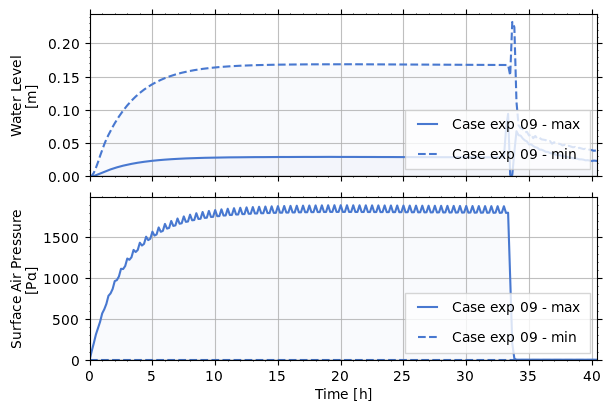 Water Level
[m]
0.20
0.15
0.10
0.05
0.00
Case exp 09 - max
Case exp 09 - min
Surface Air Pressure
[Pa]
1500
1000
500
0
Case exp 09 - max
Case exp 09 - min
0 5 10 15 20 25 30 35 40
Time [h]